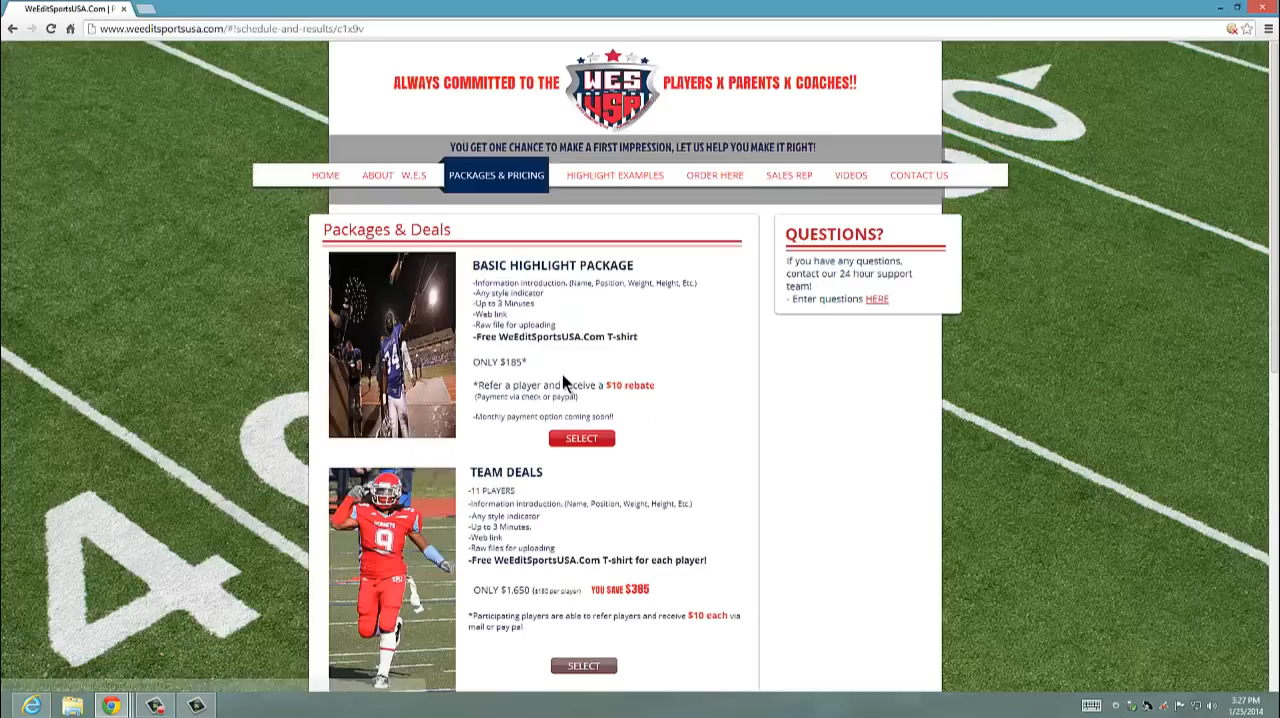 WeEditSportsUSA.Com | P
www.weeditsportsusa.com/#!schedule-and-results/c1x9v
ALWAYS COMMITTED TO THE WES USA PLAYERS X PARENTS X COACHES!!
YOU GET ONE CHANCE TO MAKE A FIRST IMPRESSION, LET US HELP YOU MAKE IT RIGHT!
HOME ABOUT W.E.S PACKAGES & PRICING HIGHLIGHT EXAMPLES ORDER HERE SALES REP VIDEOS CONTACT US
Packages & Deals
BASIC HIGHLIGHT PACKAGE
-Information Introduction. (Name, Position, Weight, Height, Etc.)
-Any style indicator
-Up to 3 Minutes
-Web link
-Raw file for uploading
-Free WeEditSportsUSA.Com T-shirt
ONLY $185*
*Refer a player and receive a $10 rebate
(Payment via check or paypal)
-Monthly payment option coming soon!!
SELECT
TEAM DEALS
-11 PLAYERS
-Information introduction. (Name, Position, Weight, Height, Etc.)
-Any style indicator
-Up to 3 Minutes.
-Web link
-Raw files for uploading
-Free WeEditSportsUSA.Com T-shirt for each player!
ONLY $1,650 per player) YOU SAVE $385
*Participating players are able to refer players and receive $10 each via
mail or pay pal
SELECT
QUESTIONS?
If you have any questions,
contact our 24 hour support
team!
- Enter questions HERE
34
HORNETS
9
4
3:27 PM
1/25/2014